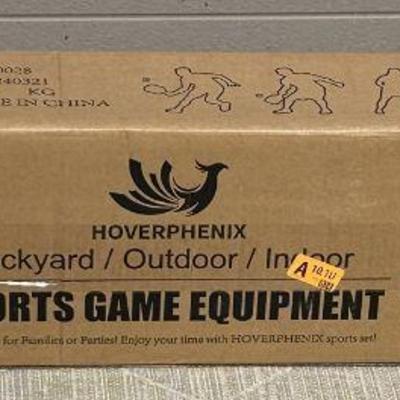 0028
240321
KG
E IN CHINA
HOVERPHENIX
ckyard / Outdoor / Indoor
ORTS GAME EQUIPMENT
for Families or Parties! Enjoy your time with HOVERPHENIX sports set!
A